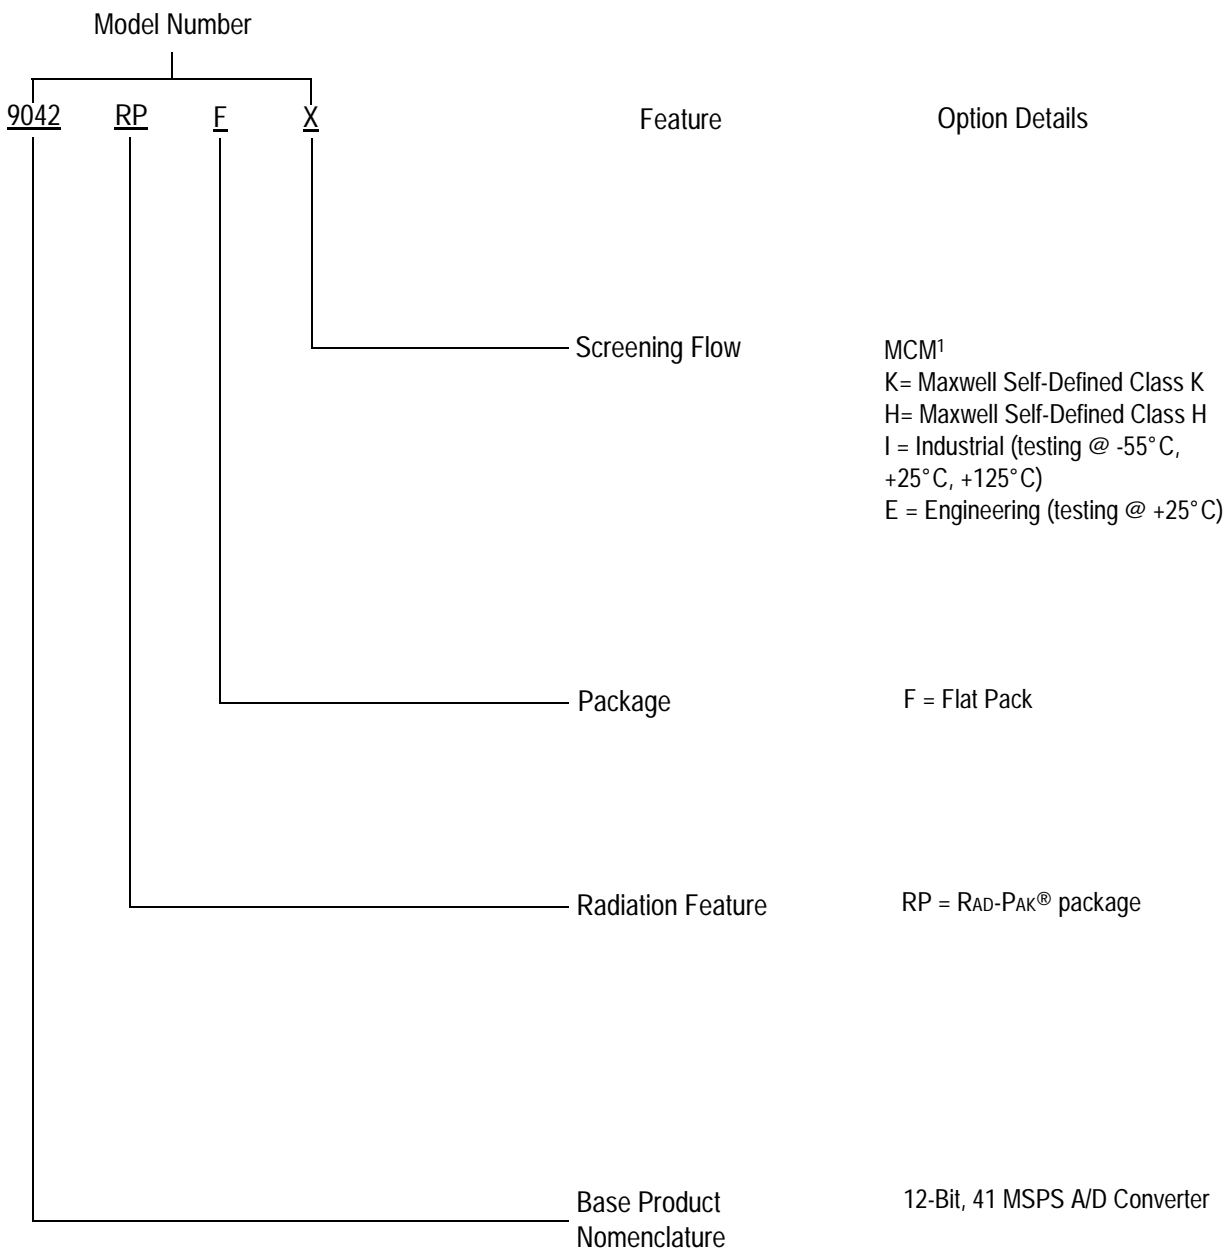 Model Number
9042 RP F X
Feature Option Details
Screening Flow
MCM¹
K= Maxwell Self-Defined Class K
H= Maxwell Self-Defined Class H
I = Industrial (testing @ -55°C,
+25°C, +125°C)
E = Engineering (testing @ +25°C)
Package
F = Flat Pack
Radiation Feature
RP = RAD-PAK® package
Base Product
Nomenclature
12-Bit, 41 MSPS A/D Converter